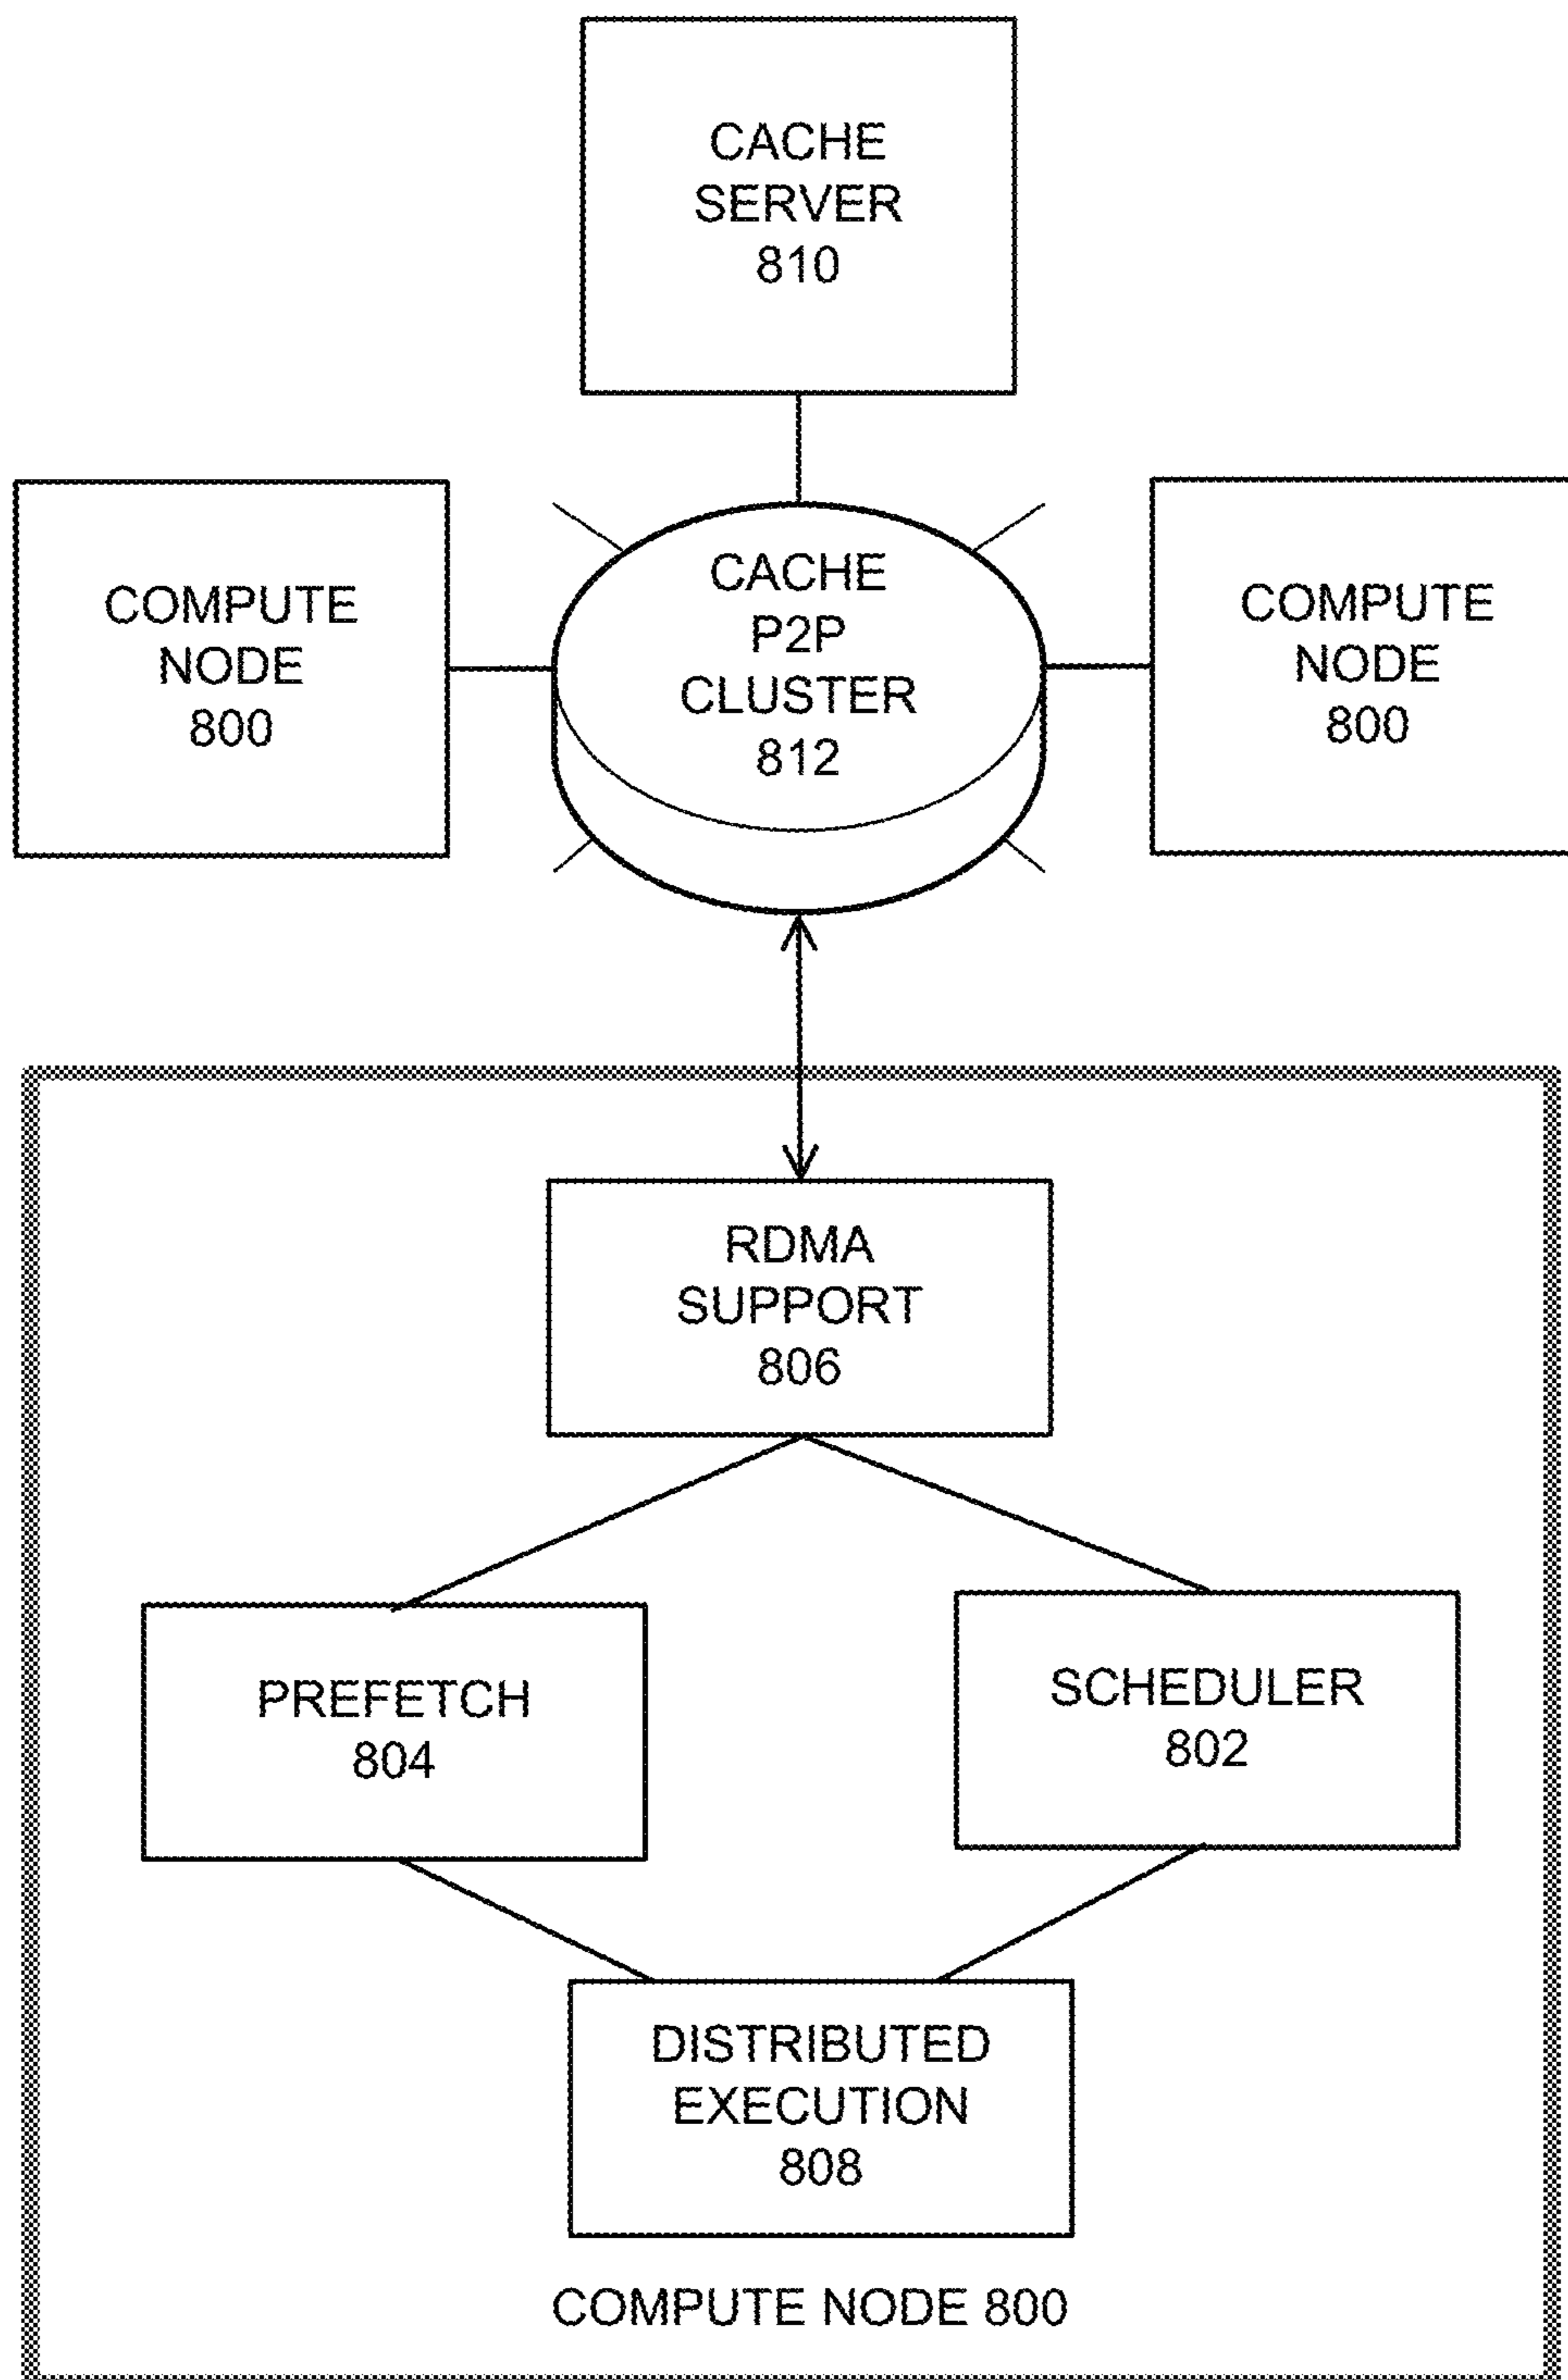 CACHE
SERVER
810
COMPUTE
NODE
800
CACHE
P2P
CLUSTER
812
COMPUTE
NODE
800
RDMA
SUPPORT
806
PREFETCH
804
SCHEDULER
802
DISTRIBUTED
EXECUTION
808
COMPUTE NODE 800